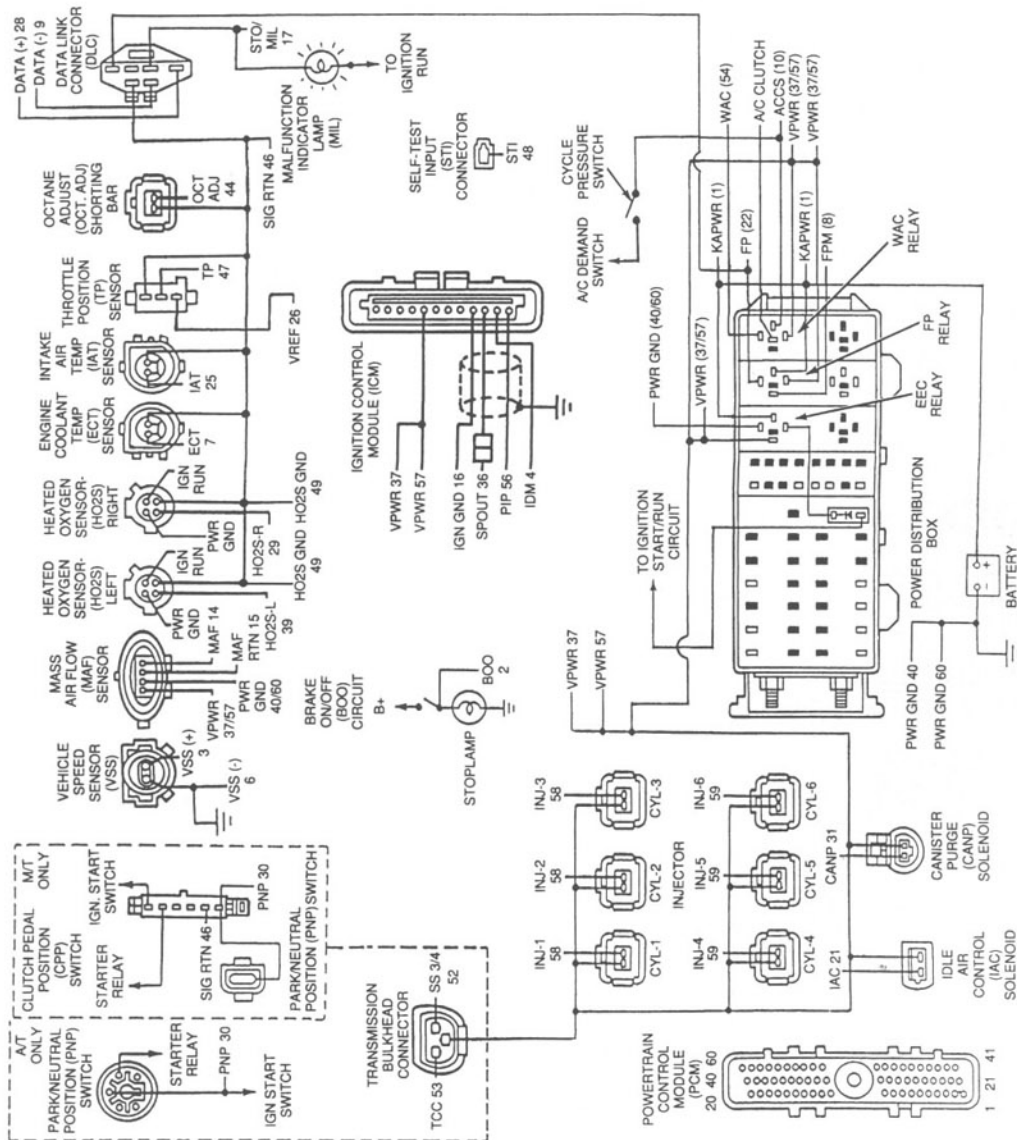 A/T
ONLY
PARK/NEUTRAL
POSITION (PNP)
SWITCH
STARTER
RELAY
PNP 30
IGN START
SWITCH
M/T
ONLY
CLUTCH PEDAL
POSITION
(CPP)
SWITCH
IGN. START
SWITCH
STARTER
RELAY
SIG RTN 46
PNP 30
PARK/NEUTRAL
POSITION (PNP) SWITCH
TRANSMISSION
BULKHEAD
CONNECTOR
TCC 53
SS 3/4
52
VEHICLE
SPEED
SENSOR
(VSS)
VSS (+)
3
VSS (-)
6
MASS
AIR FLOW
(MAF)
SENSOR
MAF 14
MAF
RTN 15
PWR
GND
40/60
VPWR
37/57
HEATED
OXYGEN
SENSOR-
(HO2S)
LEFT
IGN
RUN
PWR
GND
HO2S-L
39
HO2S GND
49
HEATED
OXYGEN
SENSOR-
(HO2S)
RIGHT
IGN
RUN
PWR
GND
HO2S-R
29
HO2S GND
49
ENGINE
COOLANT
TEMP
(ECT)
SENSOR
ECT
7
INTAKE
AIR
TEMP
(IAT)
SENSOR
IAT
25
THROTTLE
POSITION
(TP)
SENSOR
TP
47
VREF 26
OCTANE
ADJUST
(OCT. ADJ)
SHORTING
BAR
OCT
ADJ
44
SIG RTN 46
DATA (+) 28
DATA (-) 9
DATA LINK
CONNECTOR
(DLC)
STO/
MIL
17
MALFUNCTION
INDICATOR
LAMP
(MIL)
TO
IGNITION
RUN
BRAKE
ON/OFF
(BOO)
CIRCUIT
B+
BOO
2
STOPLAMP
IGNITION CONTROL
MODULE (ICM)
VPWR 37
VPWR 57
IGN GND 16
SPOUT 36
PIP 56
IDM 4
SELF-TEST
INPUT
(STI)
CONNECTOR
STI
48
CYCLE
PRESSURE
SWITCH
A/C DEMAND
SWITCH
INJ-1
58
CYL-1
INJ-2
58
CYL-2
INJ-3
58
CYL-3
INJECTOR
INJ-4
59
CYL-4
INJ-5
59
CYL-5
INJ-6
59
CYL-6
VPWR 37
VPWR 57
TO IGNITION
START/RUN
CIRCUIT
PWR GND (40/60)
VPWR (37/57)
KAPWR (1)
FP (22)
WAC (54)
A/C CLUTCH
ACCS (10)
VPWR (37/57)
VPWR (37/57)
KAPWR (1)
FPM (8)
WAC
RELAY
FP
RELAY
EEC
RELAY
POWER DISTRIBUTION
BOX
PWR GND 40
PWR GND 60
- +
BATTERY
POWERTRAIN
CONTROL
MODULE
(PCM)
20 40 60
1 21 41
IAC 21
IDLE
AIR
CONTROL
(IAC)
SOLENOID
CANP 31
CANISTER
PURGE
(CANP)
SOLENOID